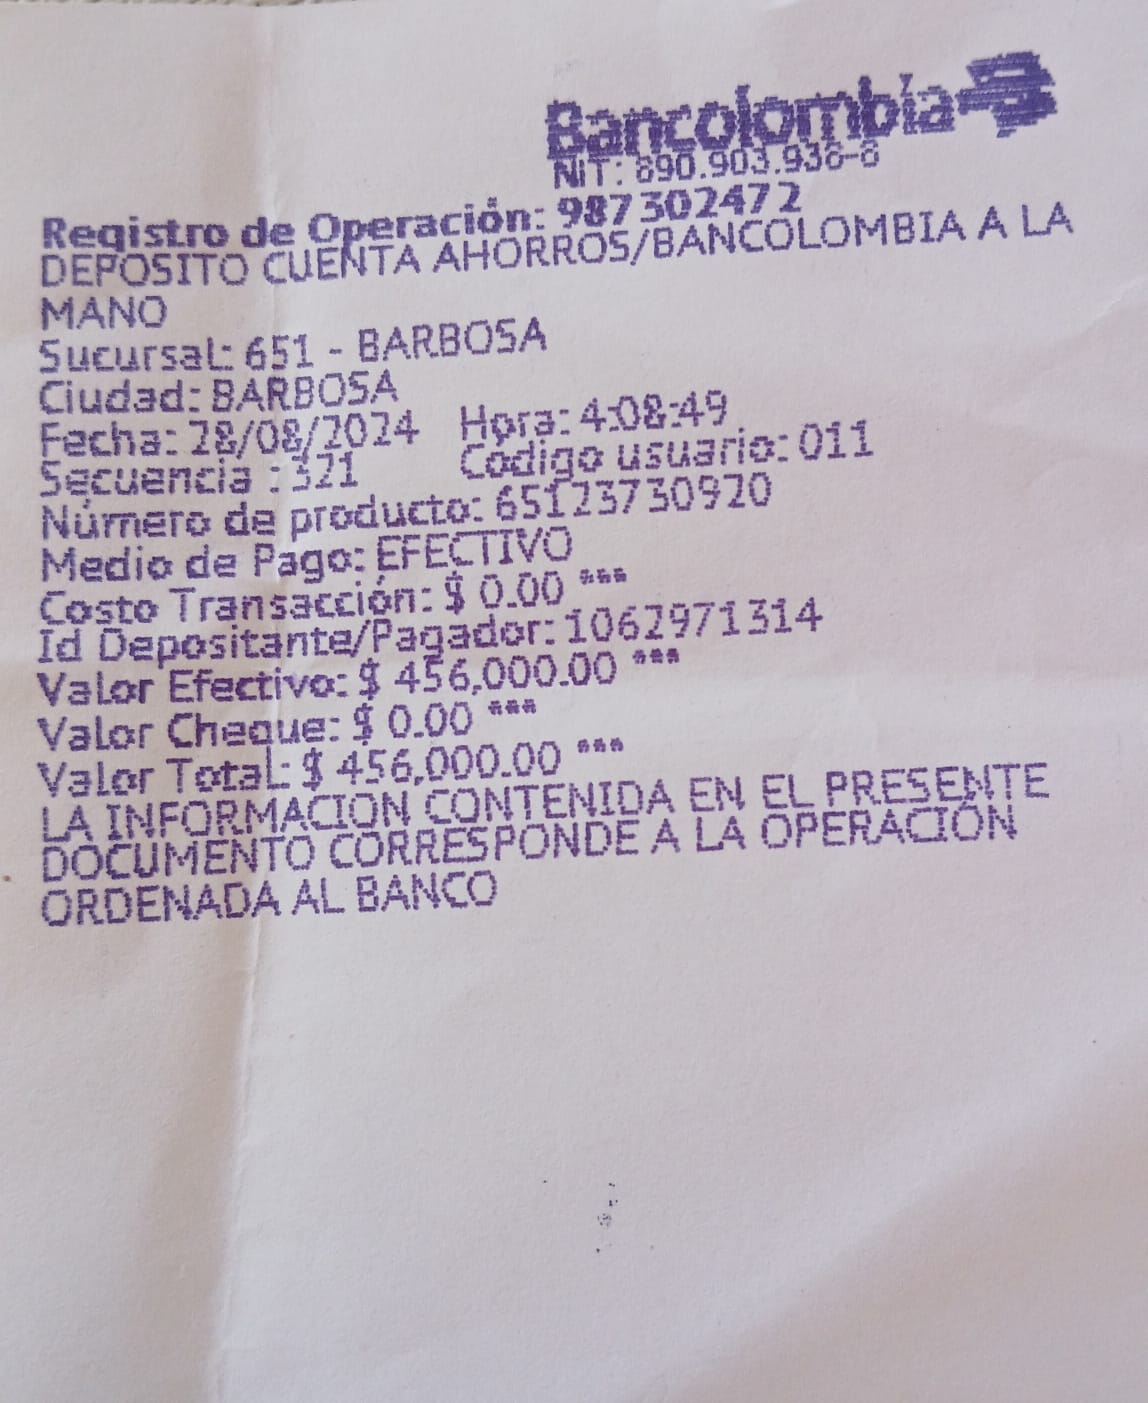 Bancolombia
NIT: 890.903.938-8
Registro de Operación: 987302472
DEPOSITO CUENTA AHORROS/BANCOLOMBIA A LA
MANO
Sucursal: 651 - BARBOSA
Ciudad: BARBOSA
Fecha: 28/08/2024 Hora: 4:08:49
Secuencia : 321 Código usuario: 011
Número de producto: 65123730920
Medio de Pago: EFECTIVO
Costo Transacción: $ 0.00 ***
Id Depositante/Pagador: 1062971314
Valor Efectivo: $ 456,000.00 ***
Valor Cheque: $ 0.00 ***
Valor Total: $ 456,000.00 ***
LA INFORMACION CONTENIDA EN EL PRESENTE
DOCUMENTO CORRESPONDE A LA OPERACIÓN
ORDENADA AL BANCO